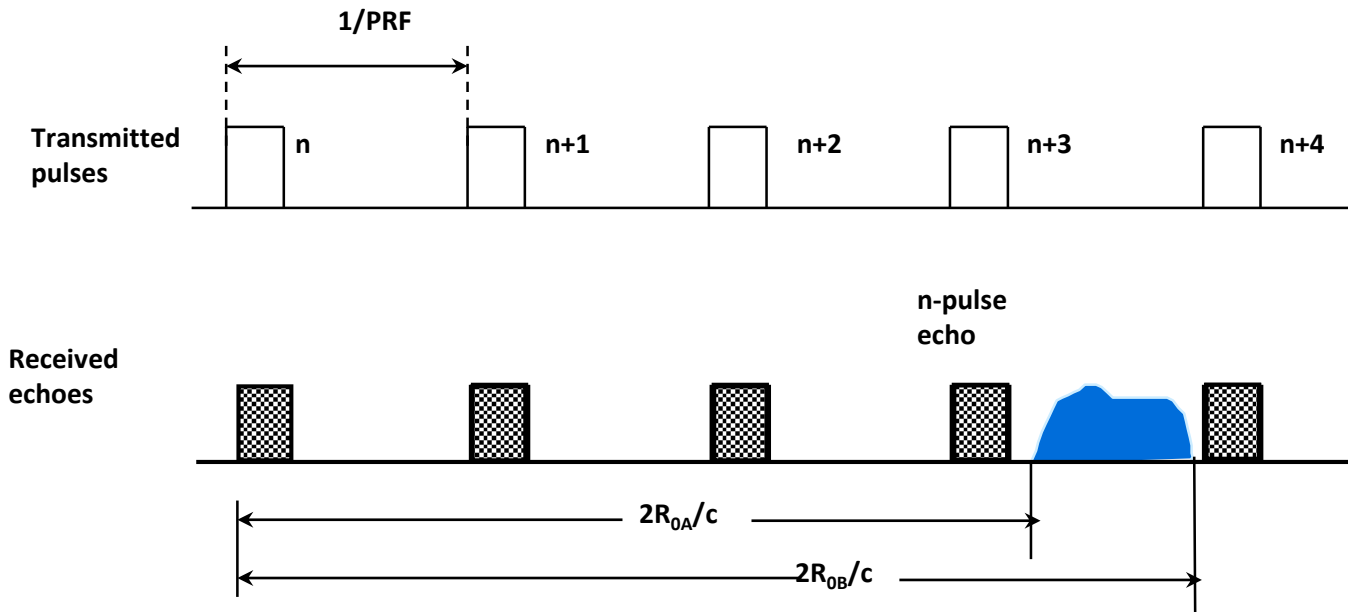 1/PRF
Transmitted
pulses
n
n+1
n+2
n+3
n+4
n-pulse
echo
Received
echoes
2R₀A/c
2R₀B/c